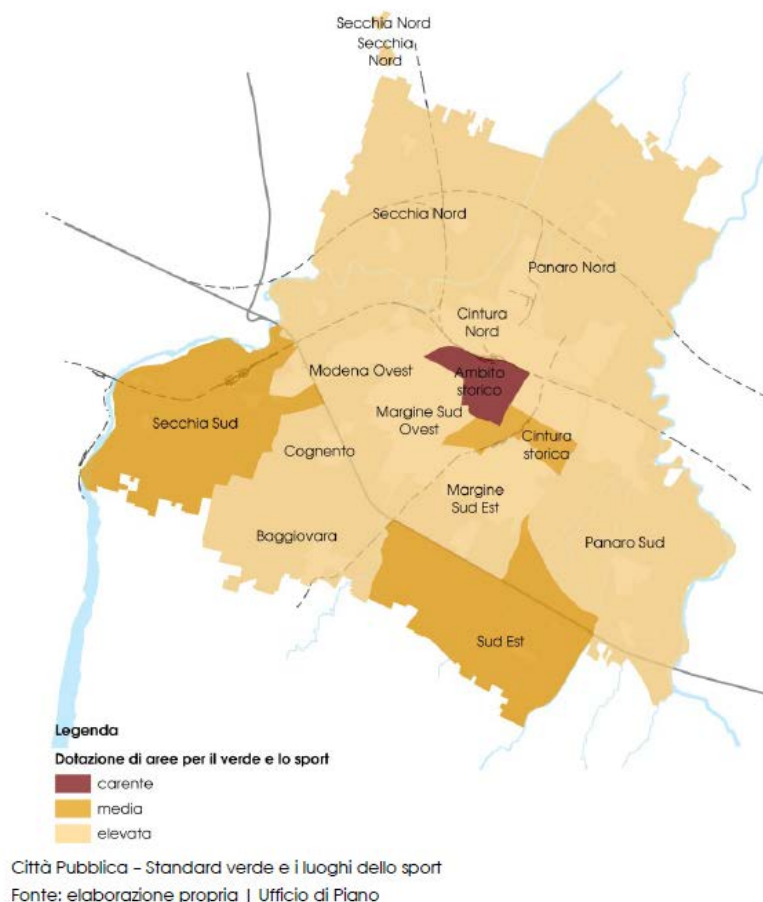 Secchia Nord
Secchia
Nord
Secchia Nord
Panaro Nord
Cintura
Nord
Modena Ovest
Ambito
storico
Secchia Sud
Margine Sud
Ovest
Cintura
storica
Cognento
Margine
Sud Est
Baggiovara
Panaro Sud
Sud Est
Legenda
Dotazione di aree per il verde e lo sport
carente
media
elevata
Città Pubblica – Standard verde e i luoghi dello sport
Fonte: elaborazione propria | Ufficio di Piano